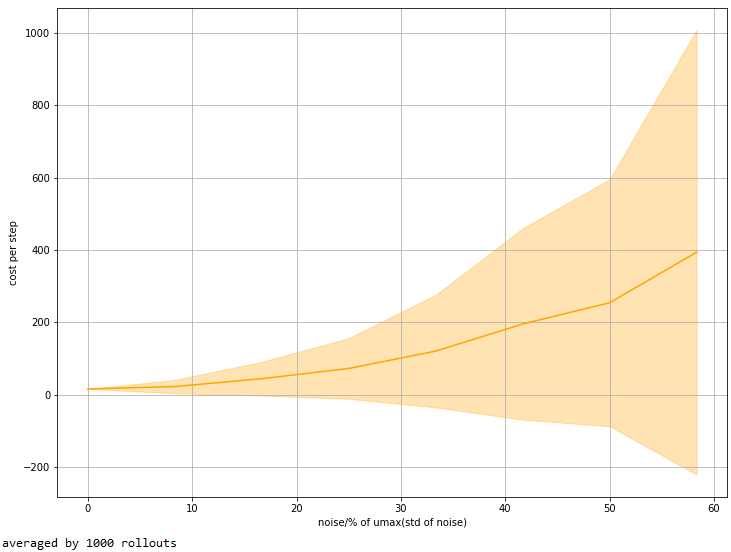 1000
800
600
400
200
0
−200
cost per step
0 10 20 30 40 50 60
noise/% of umax(std of noise)
averaged by 1000 rollouts